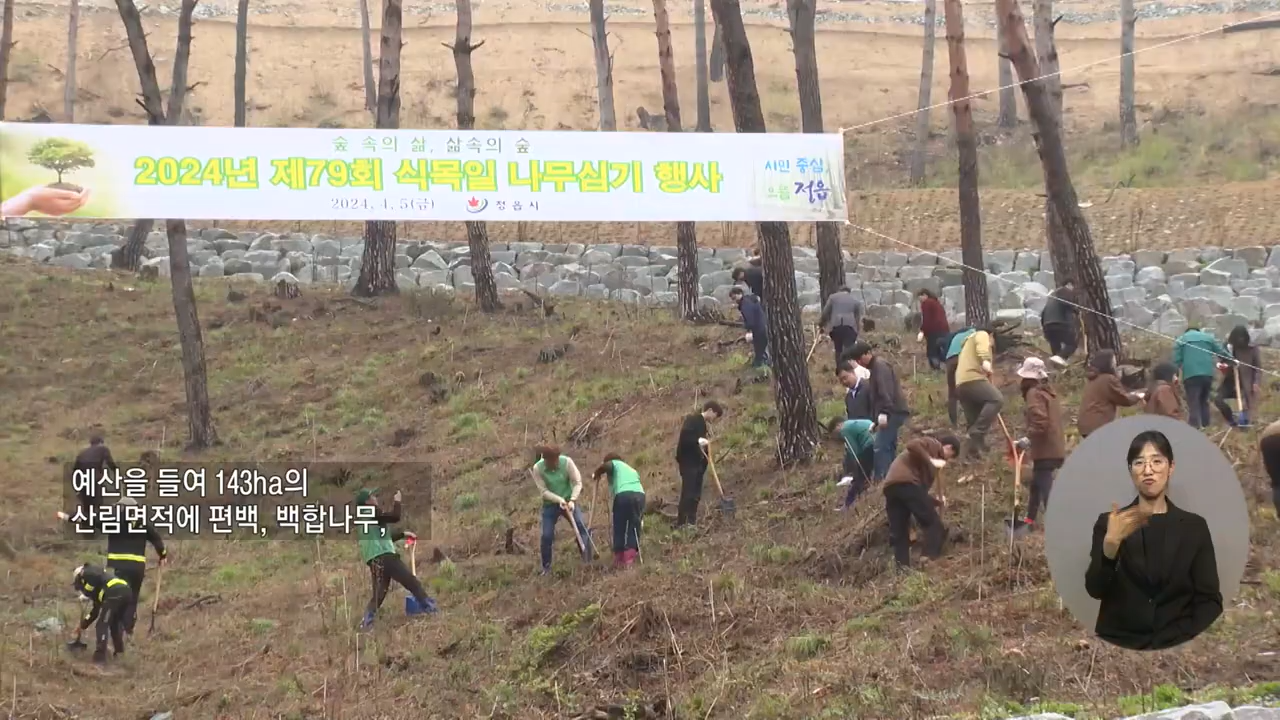 숲 속의 삶, 삶속의 숲
2024년 제79회 식목일 나무심기 행사
2024. 4. 5(금) 정읍시
시민 중심,
으뜸 정읍
예산을 들여 143ha의
산림면적에 편백, 백합나무,